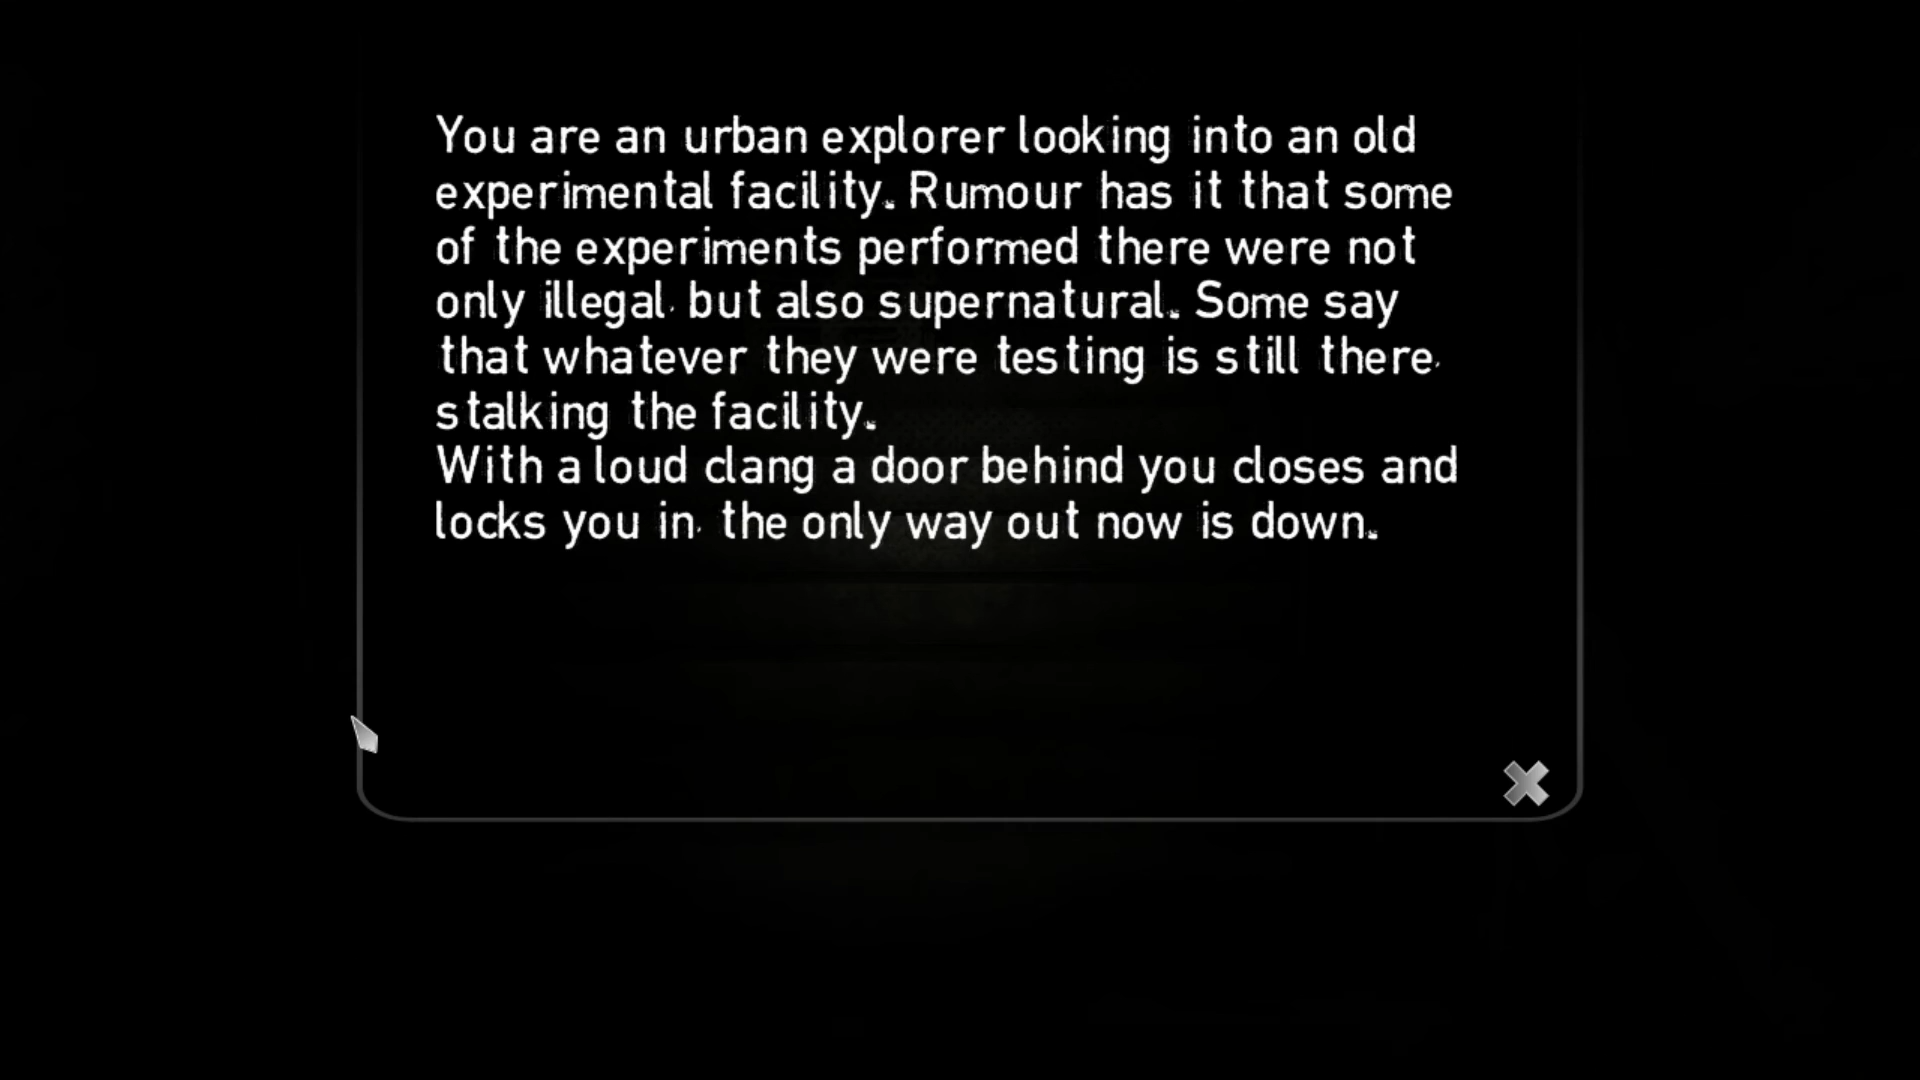 You are an urban explorer looking into an old
experimental facility. Rumour has it that some
of the experiments performed there were not
only illegal, but also supernatural. Some say
that whatever they were testing is still there,
stalking the facility.
With a loud clang a door behind you closes and
locks you in, the only way out now is down.